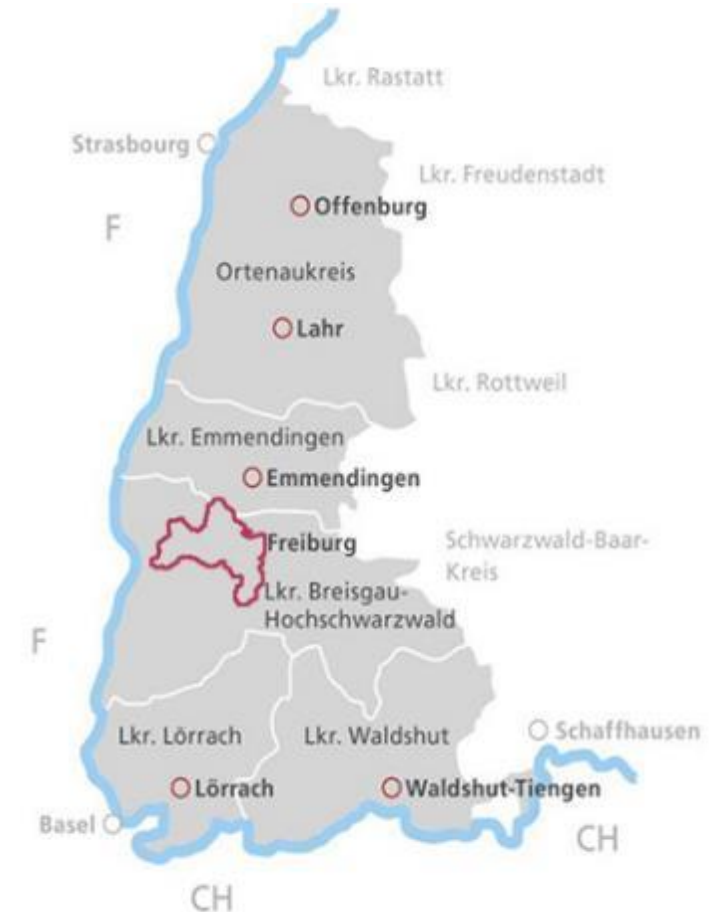 Lkr. Rastatt
Strasbourg
Lkr. Freudenstadt
Offenburg
F
Ortenaukreis
Lahr
Lkr. Rottweil
Lkr. Emmendingen
Emmendingen
Freiburg
Schwarzwald-Baar-
Kreis
Lkr. Breisgau-
Hochschwarzwald
F
Lkr. Lörrach
Lkr. Waldshut
Schaffhausen
Lörrach
Waldshut-Tiengen
Basel
CH
CH